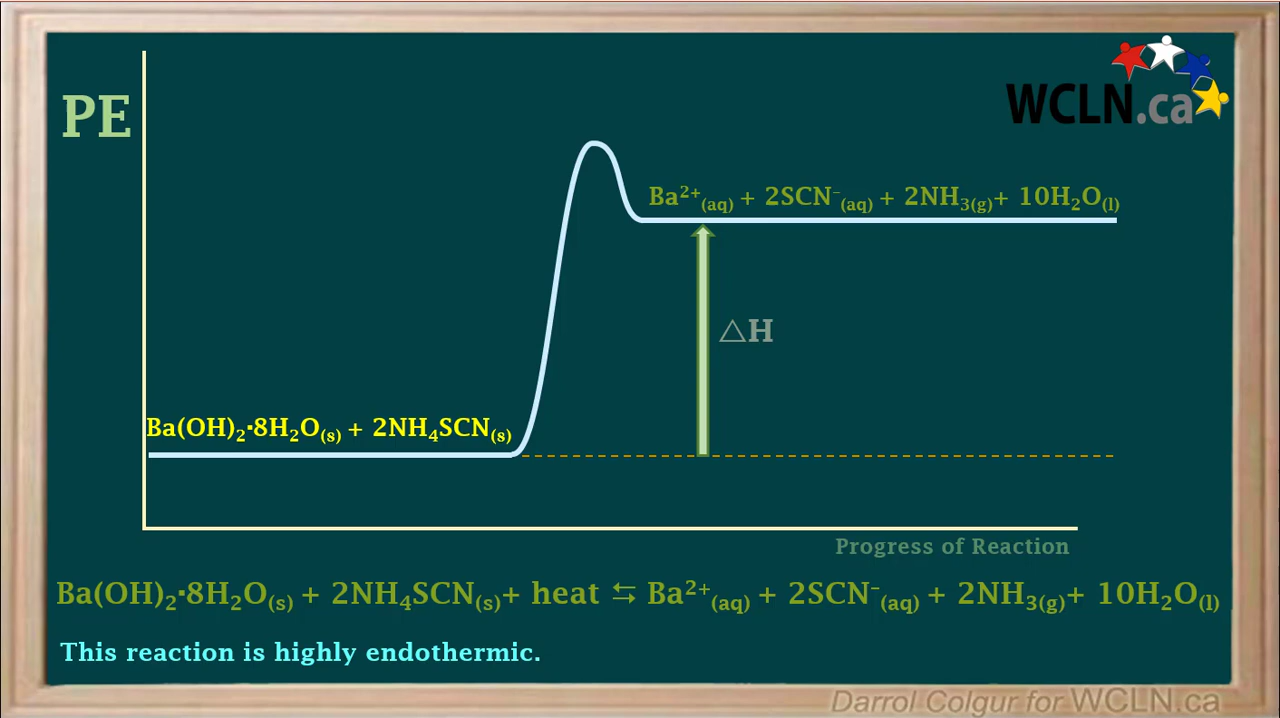 WCLN.ca
PE
Ba²⁺(aq) + 2SCN⁻(aq) + 2NH₃(g)+ 10H₂O(l)
△H
Ba(OH)₂·8H₂O(s) + 2NH₄SCN(s)
Progress of Reaction
Ba(OH)₂·8H₂O(s) + 2NH₄SCN(s)+ heat ⇆ Ba²⁺(aq) + 2SCN⁻(aq) + 2NH₃(g)+ 10H₂O(l)
This reaction is highly endothermic.
Darrol Colgur for WCLN.ca